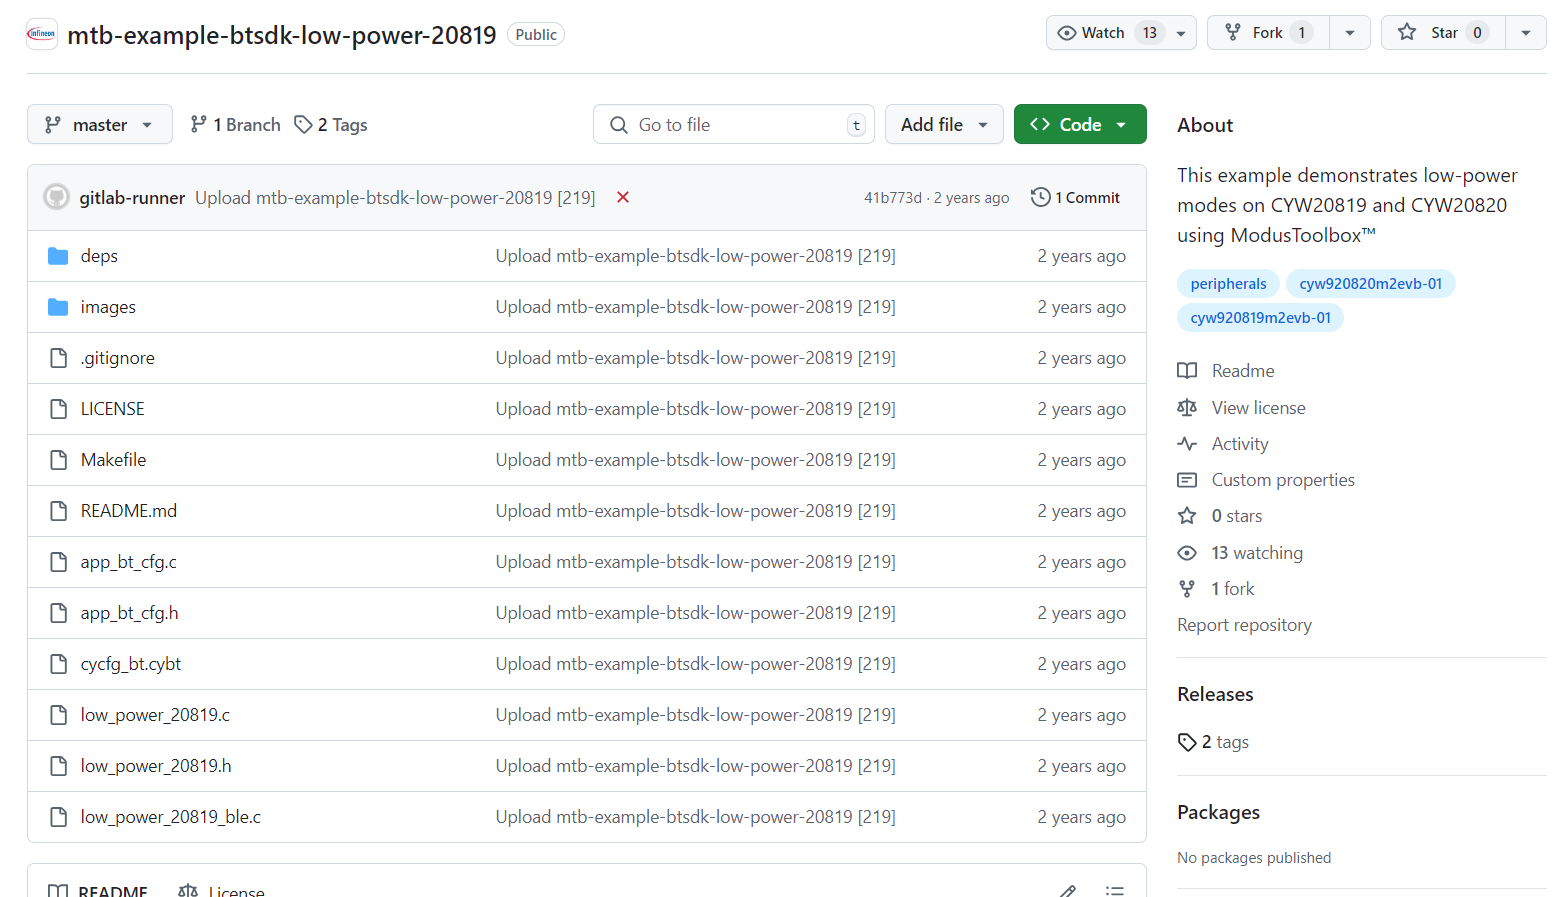 infineon mtb-example-btsdk-low-power-20819 Public Watch 13 Fork 1 Star 0
master 1 Branch 2 Tags Go to file t Add file Code
gitlab-runner Upload mtb-example-btsdk-low-power-20819 [219] 41b773d · 2 years ago 1 Commit
deps Upload mtb-example-btsdk-low-power-20819 [219] 2 years ago
images Upload mtb-example-btsdk-low-power-20819 [219] 2 years ago
.gitignore Upload mtb-example-btsdk-low-power-20819 [219] 2 years ago
LICENSE Upload mtb-example-btsdk-low-power-20819 [219] 2 years ago
Makefile Upload mtb-example-btsdk-low-power-20819 [219] 2 years ago
README.md Upload mtb-example-btsdk-low-power-20819 [219] 2 years ago
app_bt_cfg.c Upload mtb-example-btsdk-low-power-20819 [219] 2 years ago
app_bt_cfg.h Upload mtb-example-btsdk-low-power-20819 [219] 2 years ago
cycfg_bt.cybt Upload mtb-example-btsdk-low-power-20819 [219] 2 years ago
low_power_20819.c Upload mtb-example-btsdk-low-power-20819 [219] 2 years ago
low_power_20819.h Upload mtb-example-btsdk-low-power-20819 [219] 2 years ago
low_power_20819_ble.c Upload mtb-example-btsdk-low-power-20819 [219] 2 years ago
README License
About
This example demonstrates low-power
modes on CYW20819 and CYW20820
using ModusToolbox™
peripherals cyw920820m2evb-01
cyw920819m2evb-01
Readme
View license
Activity
Custom properties
0 stars
13 watching
1 fork
Report repository
Releases
2 tags
Packages
No packages published